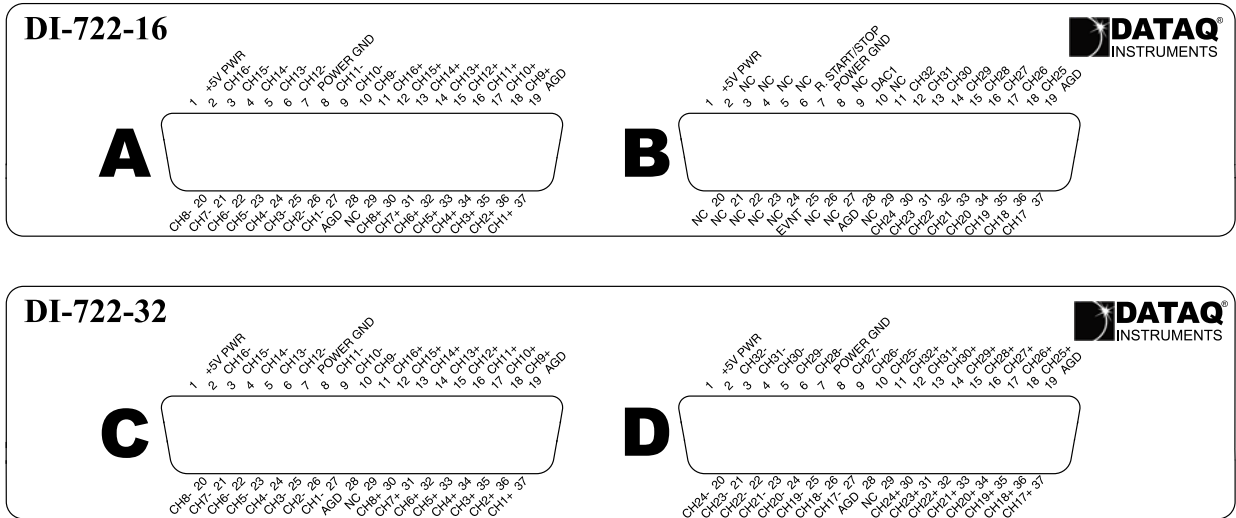 DI-722-16
DATAQ®
INSTRUMENTS
1 +5V PWR
2 CH16-
3 CH15-
4 CH14-
5 CH13-
6 CH12-
7 POWER GND
8 CH11-
9 CH10-
10 CH9-
11 CH16+
12 CH15+
13 CH14+
14 CH13+
15 CH12+
16 CH11+
17 CH10+
18 CH9+
19 AGD
A
CH8- 20
CH7- 21
CH6- 22
CH5- 23
CH4- 24
CH3- 25
CH2- 26
CH1- 27
AGD 28
NC 29
CH8+ 30
CH7+ 31
CH6+ 32
CH5+ 33
CH4+ 34
CH3+ 35
CH2+ 36
CH1+ 37
1 +5V PWR
2 NC
3 NC
4 NC
5 NC
6 R. START/STOP
7 POWER GND
8 NC
9 DAC1
10 NC
11 CH32
12 CH31
13 CH30
14 CH29
15 CH28
16 CH27
17 CH26
18 CH25
19 AGD
B
NC 20
NC 21
NC 22
NC 23
NC 24
EVNT 25
NC 26
NC 27
AGD 28
NC 29
CH24 30
CH23 31
CH22 32
CH21 33
CH20 34
CH19 35
CH18 36
CH17 37
DI-722-32
DATAQ®
INSTRUMENTS
1 +5V PWR
2 CH16-
3 CH15-
4 CH14-
5 CH13-
6 CH12-
7 POWER GND
8 CH11-
9 CH10-
10 CH9-
11 CH16+
12 CH15+
13 CH14+
14 CH13+
15 CH12+
16 CH11+
17 CH10+
18 CH9+
19 AGD
C
CH8- 20
CH7- 21
CH6- 22
CH5- 23
CH4- 24
CH3- 25
CH2- 26
CH1- 27
AGD 28
NC 29
CH8+ 30
CH7+ 31
CH6+ 32
CH5+ 33
CH4+ 34
CH3+ 35
CH2+ 36
CH1+ 37
1 +5V PWR
2 CH32-
3 CH31-
4 CH30-
5 CH29-
6 CH28-
7 POWER GND
8 CH27-
9 CH26-
10 CH25-
11 CH32+
12 CH31+
13 CH30+
14 CH29+
15 CH28+
16 CH27+
17 CH26+
18 CH25+
19 AGD
D
CH24- 20
CH23- 21
CH22- 22
CH21- 23
CH20- 24
CH19- 25
CH18- 26
CH17- 27
AGD 28
NC 29
CH24+ 30
CH23+ 31
CH22+ 32
CH21+ 33
CH20+ 34
CH19+ 35
CH18+ 36
CH17+ 37